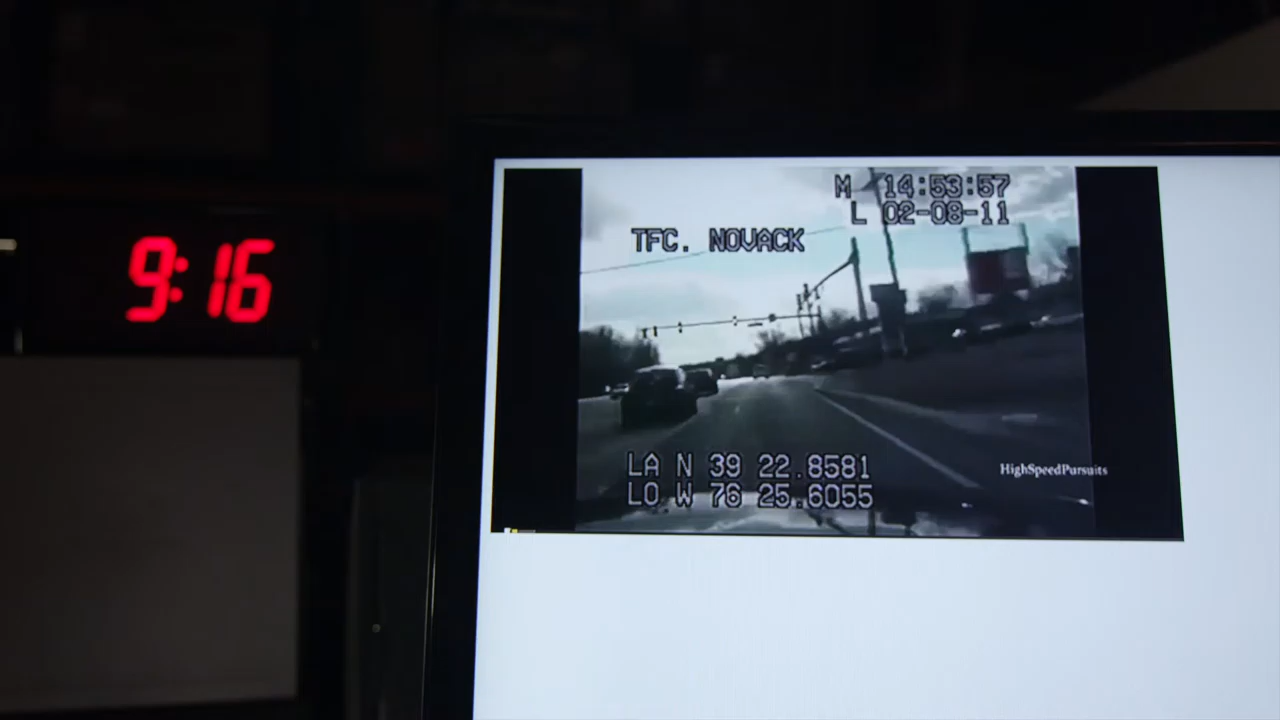 9:16
M 14:53:57
L 02-08-11
TFC. NOVACK
LA N 39 22.8581
LO W 76 25.6055
HighSpeedPursuits